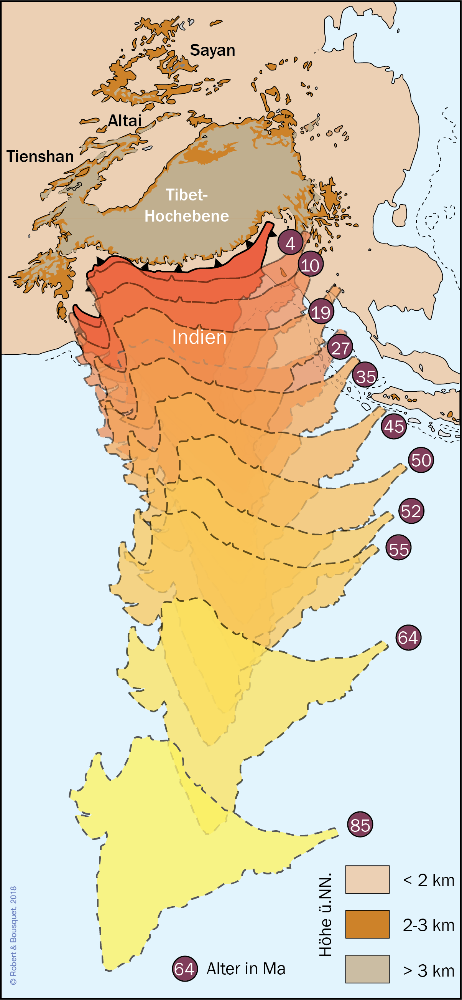 Sayan
Altai
Tienshan
Tibet-
Hochebene
4
10
19
Indien
27
35
45
50
52
55
64
85
< 2 km
2-3 km
> 3 km
Höhe ü.NN.
64 Alter in Ma
© Robert & Bousquet, 2018